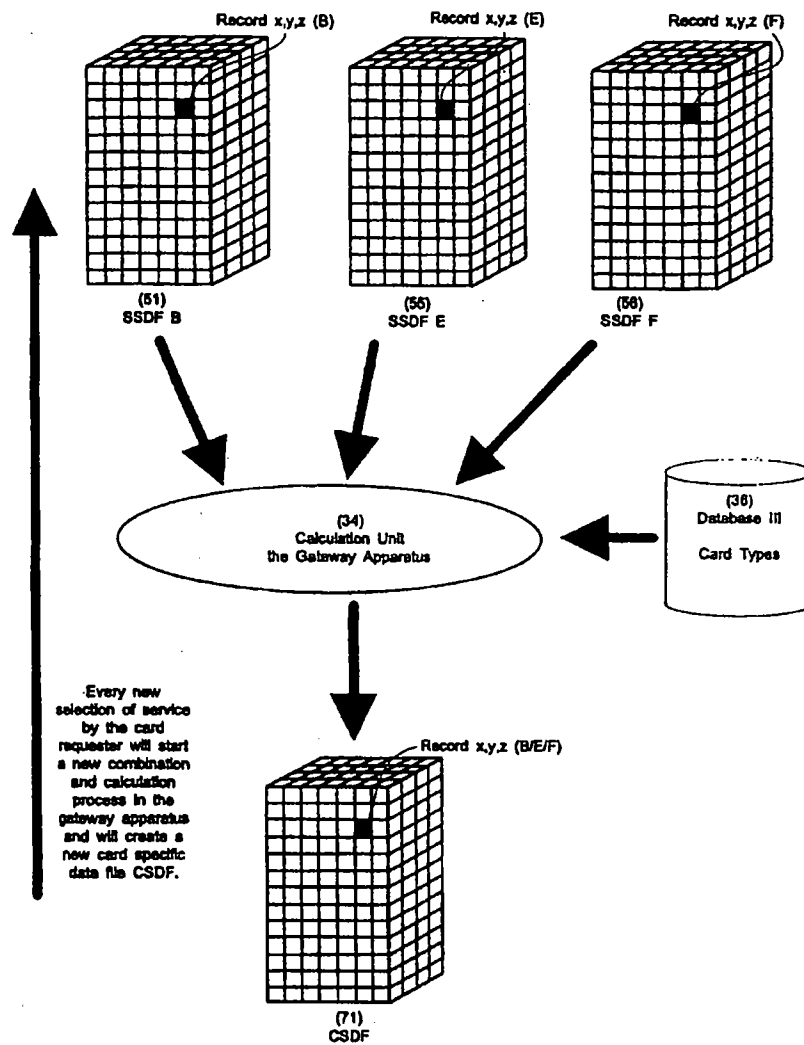 Record x,y,z (B)
Record x,y,z (E)
Record x,y,z (F)
(51)
SSDF B
(55)
SSDF E
(56)
SSDF F
(34)
Calculation Unit
the Gateway Apparatus
(36)
Database III
Card Types
Every new
selection of service
by the card
requester will start
a new combination
and calculation
process in the
gateway apparatus
and will create a
new card specific
data file CSDF.
Record x,y,z (B/E/F)
(71)
CSDF